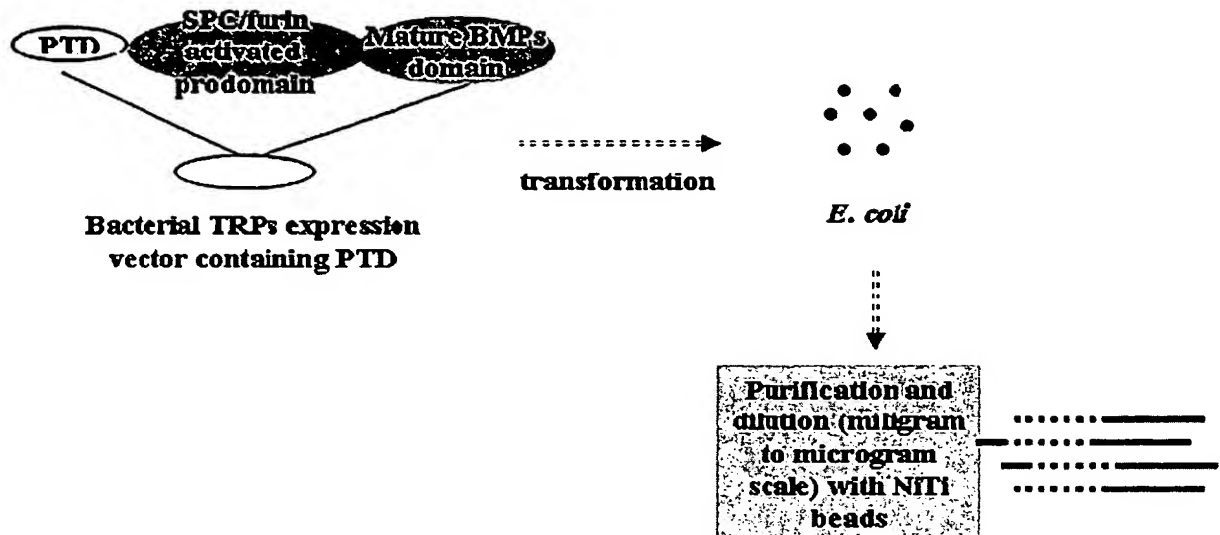 PTD
SPC/furin
activated
prodomain
Mature BMPs
domain
Bacterial TRPs expression
vector containing PTD
transformation
E. coli
Purification and
dilution (miligram
to microgram
scale) with NiTi
beads